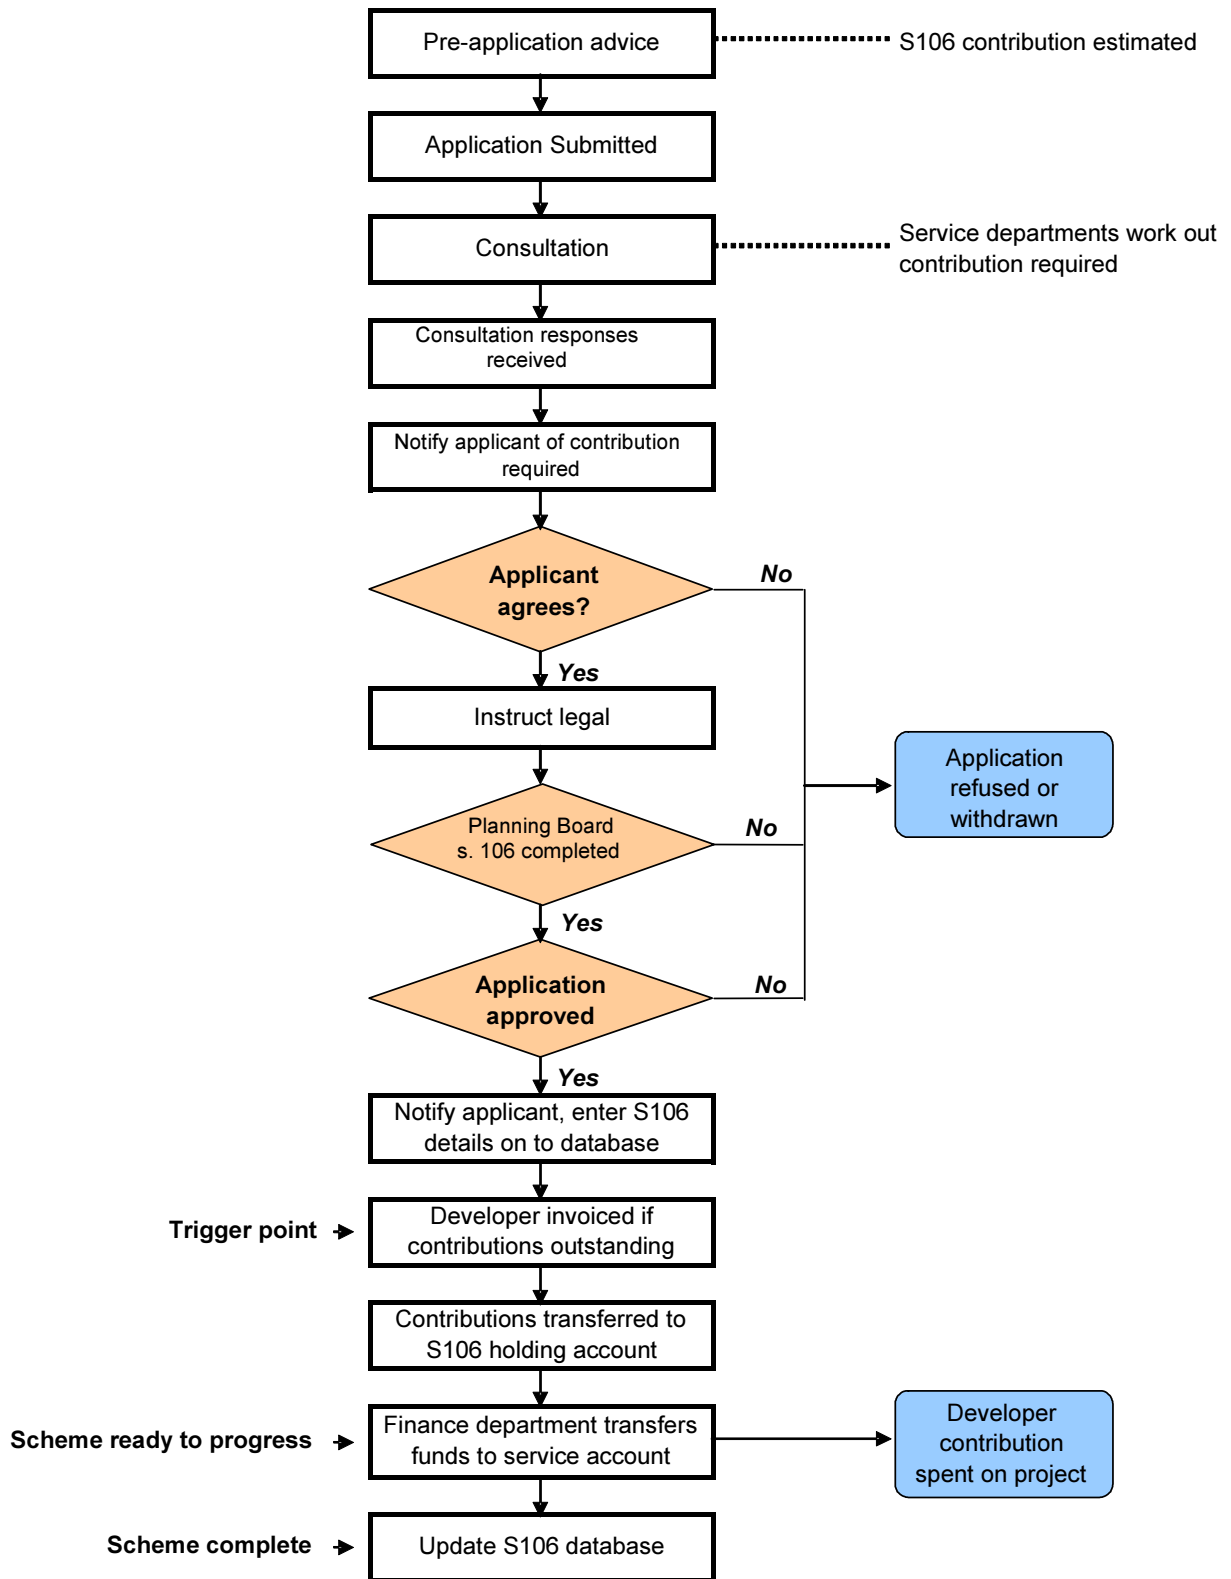 Pre-application advice
S106 contribution estimated
Application Submitted
Consultation
Service departments work out
contribution required
Consultation responses
received
Notify applicant of contribution
required
Applicant
agrees?
No
Yes
Instruct legal
Application
refused or
withdrawn
Planning Board
s. 106 completed
No
Yes
Application
approved
No
Yes
Notify applicant, enter S106
details on to database
Trigger point
Developer invoiced if
contributions outstanding
Contributions transferred to
S106 holding account
Scheme ready to progress
Finance department transfers
funds to service account
Developer
contribution
spent on project
Scheme complete
Update S106 database